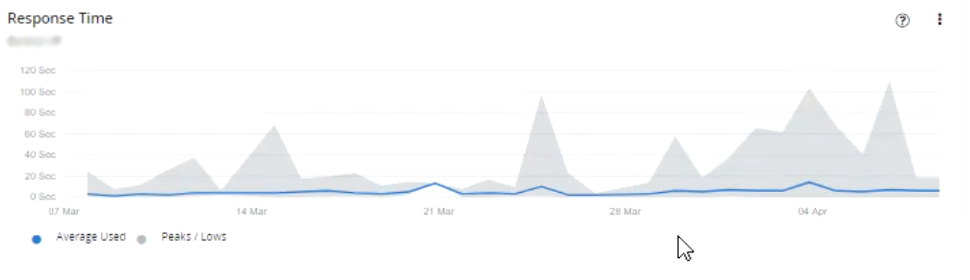 Response Time
120 Sec
100 Sec
80 Sec
60 Sec
40 Sec
20 Sec
0 Sec
07 Mar 14 Mar 21 Mar 28 Mar 04 Apr
Average Used Peaks / Lows